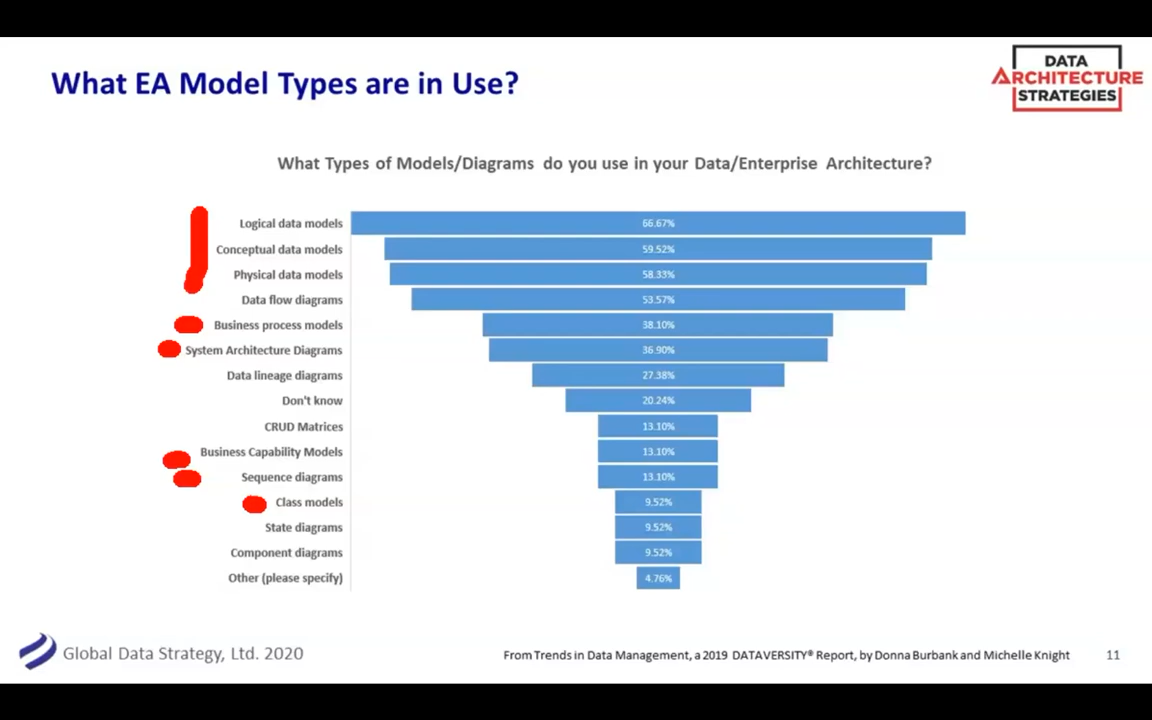 What EA Model Types are in Use?
DATA
ARCHITECTURE
STRATEGIES
What Types of Models/Diagrams do you use in your Data/Enterprise Architecture?
Logical data models 66.67%
Conceptual data models 59.52%
Physical data models 58.33%
Data flow diagrams 53.57%
Business process models 38.10%
System Architecture Diagrams 36.90%
Data lineage diagrams 27.38%
Don't know 20.24%
CRUD Matrices 13.10%
Business Capability Models 13.10%
Sequence diagrams 13.10%
Class models 9.52%
State diagrams 9.52%
Component diagrams 9.52%
Other (please specify) 4.76%
Global Data Strategy, Ltd. 2020
From Trends in Data Management, a 2019 DATAVERSITY® Report, by Donna Burbank and Michelle Knight
11